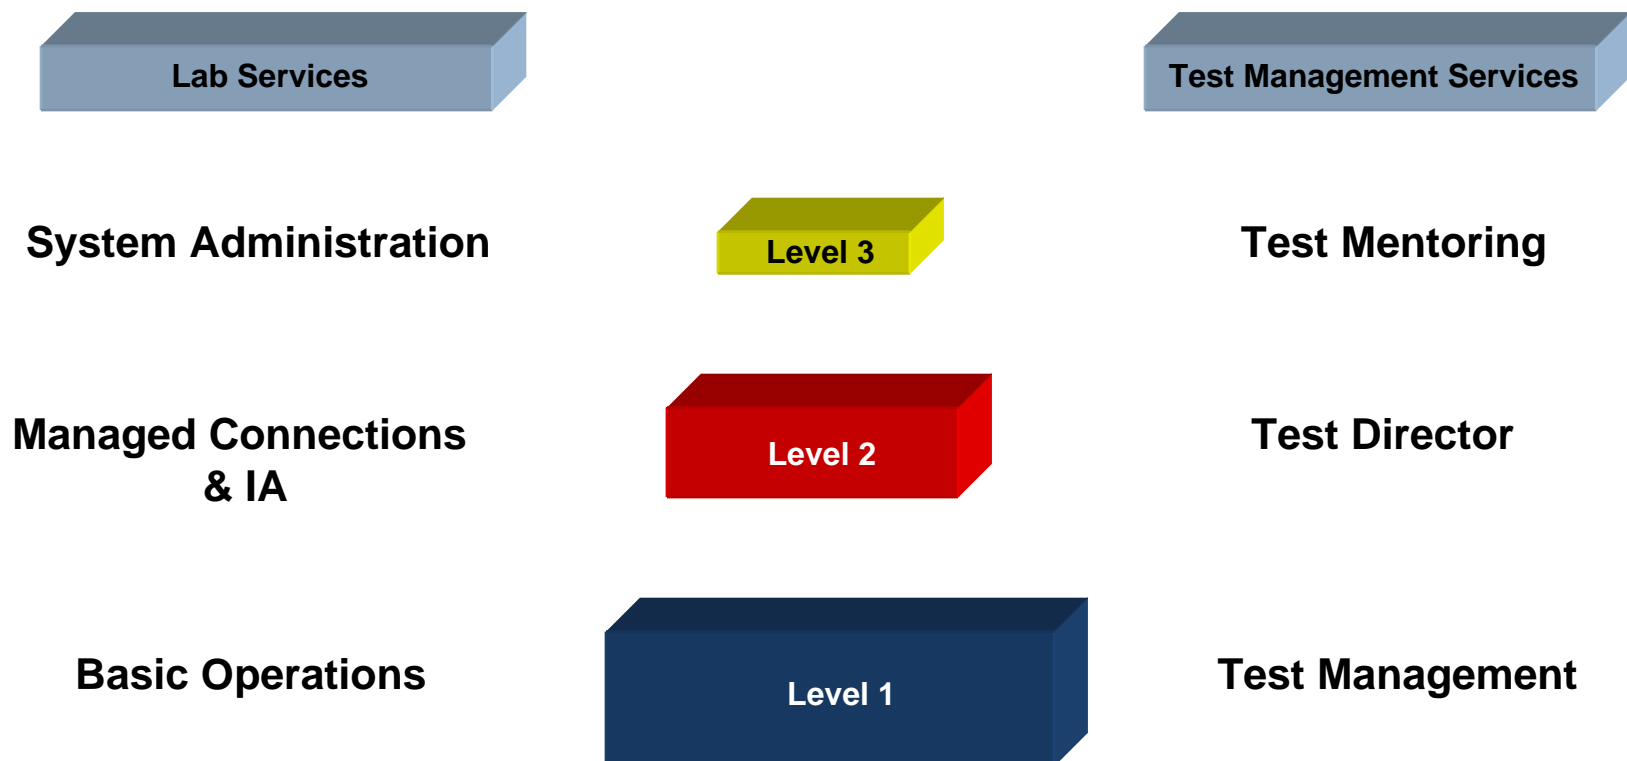 Lab Services
Test Management Services
System Administration
Level 3
Test Mentoring
Managed Connections
& IA
Level 2
Test Director
Basic Operations
Level 1
Test Management